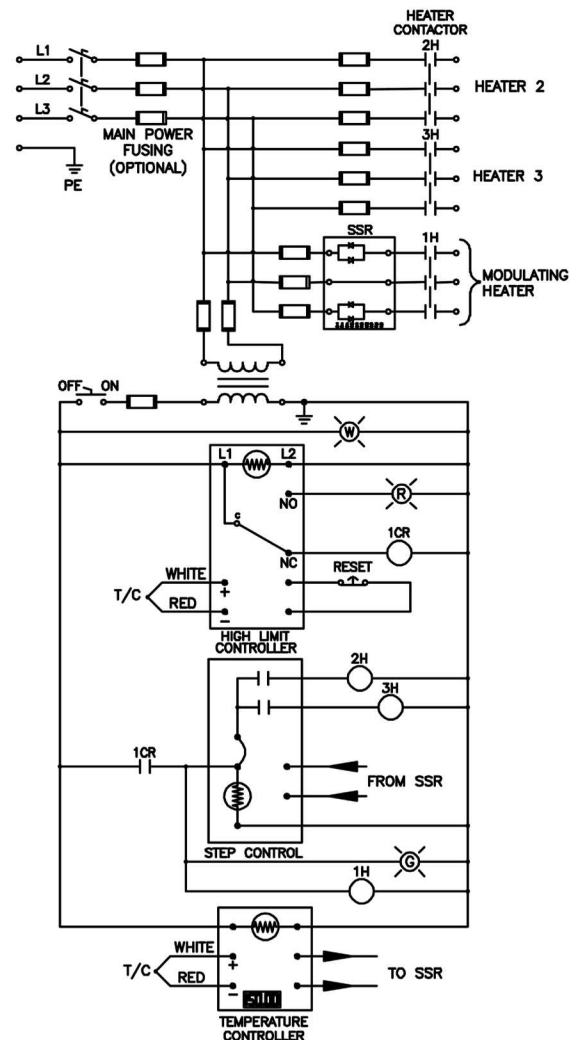 HEATER
CONTACTOR
L1
2H
L2
HEATER 2
L3
MAIN POWER
FUSING
(OPTIONAL)
3H
PE
HEATER 3
SSR
1H
MODULATING
HEATER
OFF ON
W
L1 L2
NO
R
C
1CR
NC
RESET
WHITE
T/C
+
RED
−
HIGH LIMIT
CONTROLLER
2H
3H
1CR
FROM SSR
STEP CONTROL
G
1H
WHITE
T/C
+
TO SSR
RED
−
TEMPERATURE
CONTROLLER